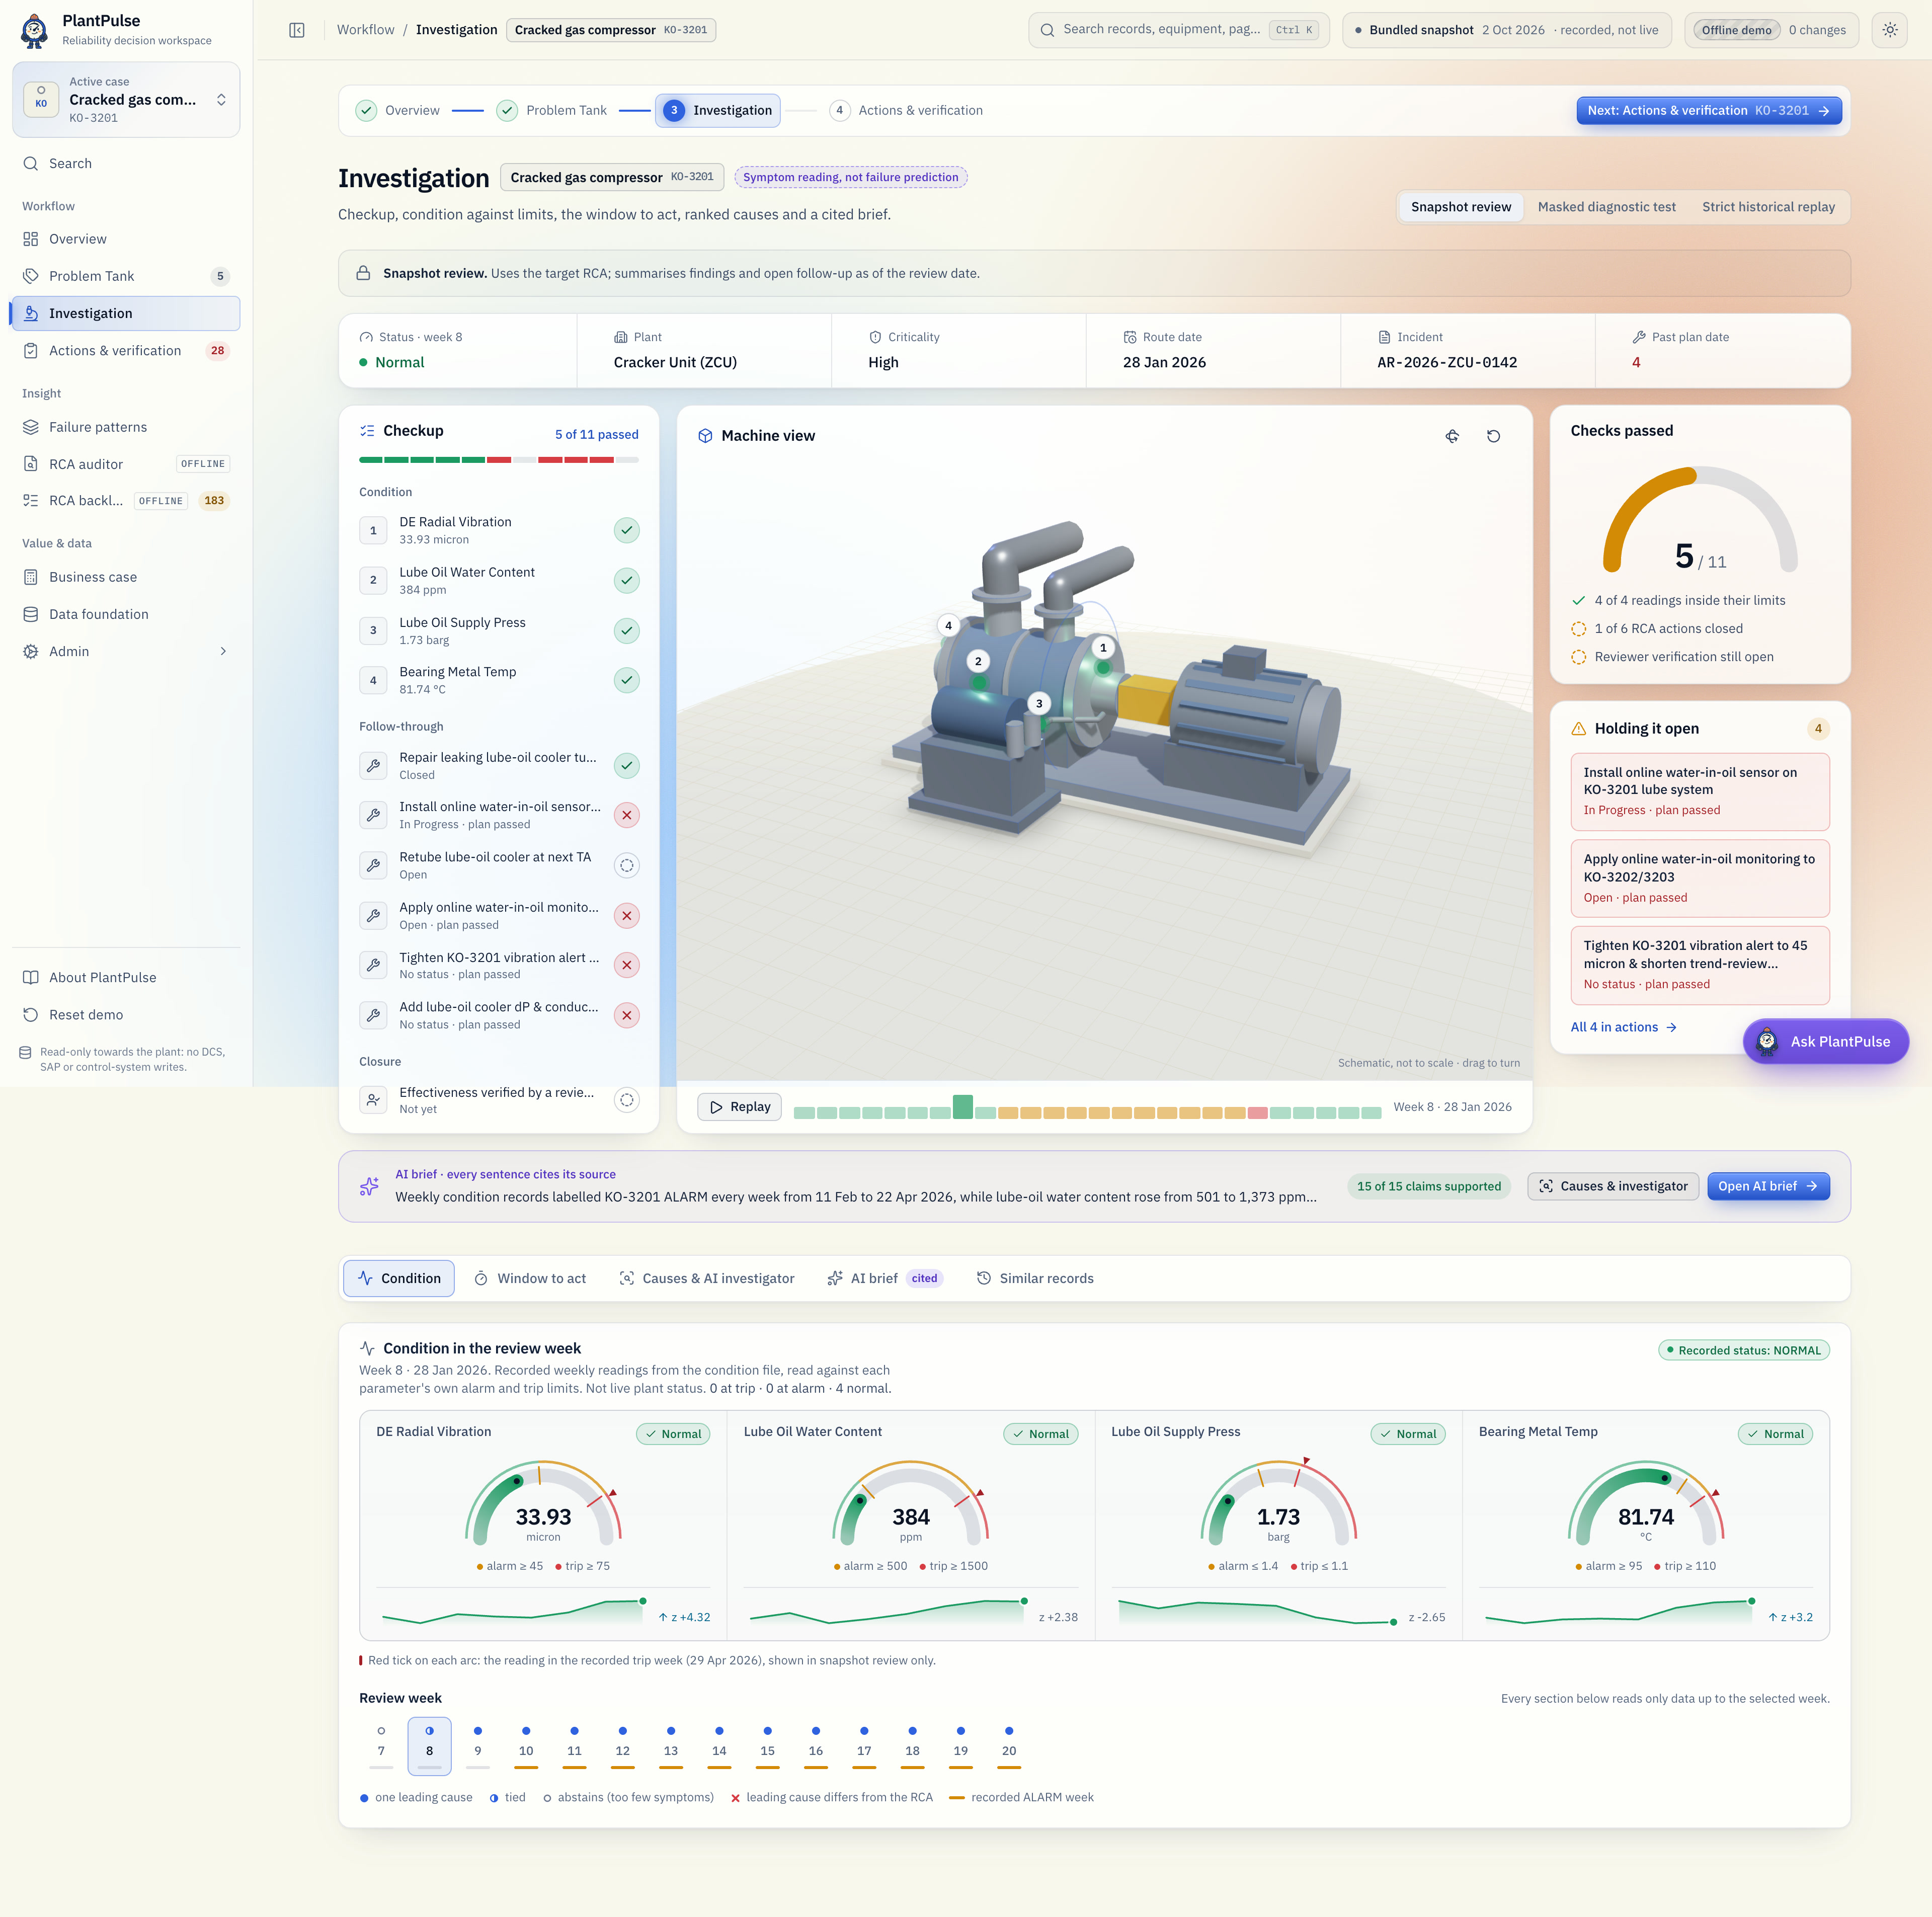 PlantPulse
Reliability decision workspace
Active case
KO
Cracked gas com...
KO-3201
Search
Workflow
Overview
Problem Tank 5
Investigation
Actions & verification 28
Insight
Failure patterns
RCA auditor OFFLINE
RCA backl... OFFLINE 183
Value & data
Business case
Data foundation
Admin
About PlantPulse
Reset demo
Read-only towards the plant: no DCS,
SAP or control-system writes.
Workflow / Investigation Cracked gas compressor KO-3201
Search records, equipment, pag... Ctrl K
Bundled snapshot 2 Oct 2026 · recorded, not live
Offline demo 0 changes
Overview Problem Tank 3 Investigation 4 Actions & verification
Next: Actions & verification KO-3201
Investigation Cracked gas compressor KO-3201 Symptom reading, not failure prediction
Checkup, condition against limits, the window to act, ranked causes and a cited brief.
Snapshot review Masked diagnostic test Strict historical replay
Snapshot review. Uses the target RCA; summarises findings and open follow-up as of the review date.
Status · week 8
Normal
Plant
Cracker Unit (ZCU)
Criticality
High
Route date
28 Jan 2026
Incident
AR-2026-ZCU-0142
Past plan date
4
Checkup 5 of 11 passed
Condition
1 DE Radial Vibration
33.93 micron
2 Lube Oil Water Content
384 ppm
3 Lube Oil Supply Press
1.73 barg
4 Bearing Metal Temp
81.74 °C
Follow-through
Repair leaking lube-oil cooler tu...
Closed
Install online water-in-oil sensor...
In Progress · plan passed
Retube lube-oil cooler at next TA
Open
Apply online water-in-oil monito...
Open · plan passed
Tighten KO-3201 vibration alert ...
No status · plan passed
Add lube-oil cooler dP & conduc...
No status · plan passed
Closure
Effectiveness verified by a revie...
Not yet
Machine view
4
2
1
3
Schematic, not to scale · drag to turn
Replay Week 8 · 28 Jan 2026
Checks passed
5 / 11
4 of 4 readings inside their limits
1 of 6 RCA actions closed
Reviewer verification still open
Holding it open 4
Install online water-in-oil sensor on
KO-3201 lube system
In Progress · plan passed
Apply online water-in-oil monitoring to
KO-3202/3203
Open · plan passed
Tighten KO-3201 vibration alert to 45
micron & shorten trend-review...
No status · plan passed
All 4 in actions
Ask PlantPulse
AI brief · every sentence cites its source
Weekly condition records labelled KO-3201 ALARM every week from 11 Feb to 22 Apr 2026, while lube-oil water content rose from 501 to 1,373 ppm...
15 of 15 claims supported Causes & investigator Open AI brief
Condition Window to act Causes & AI investigator AI brief cited Similar records
Condition in the review week
Recorded status: NORMAL
Week 8 · 28 Jan 2026. Recorded weekly readings from the condition file, read against each
parameter's own alarm and trip limits. Not live plant status. 0 at trip · 0 at alarm · 4 normal.
DE Radial Vibration Normal
33.93
micron
alarm ≥ 45 trip ≥ 75
z +4.32
Lube Oil Water Content Normal
384
ppm
alarm ≥ 500 trip ≥ 1500
z +2.38
Lube Oil Supply Press Normal
1.73
barg
alarm ≤ 1.4 trip ≤ 1.1
z -2.65
Bearing Metal Temp Normal
81.74
°C
alarm ≥ 95 trip ≥ 110
z +3.2
Red tick on each arc: the reading in the recorded trip week (29 Apr 2026), shown in snapshot review only.
Review week
Every section below reads only data up to the selected week.
7 8 9 10 11 12 13 14 15 16 17 18 19 20
one leading cause tied abstains (too few symptoms) leading cause differs from the RCA recorded ALARM week